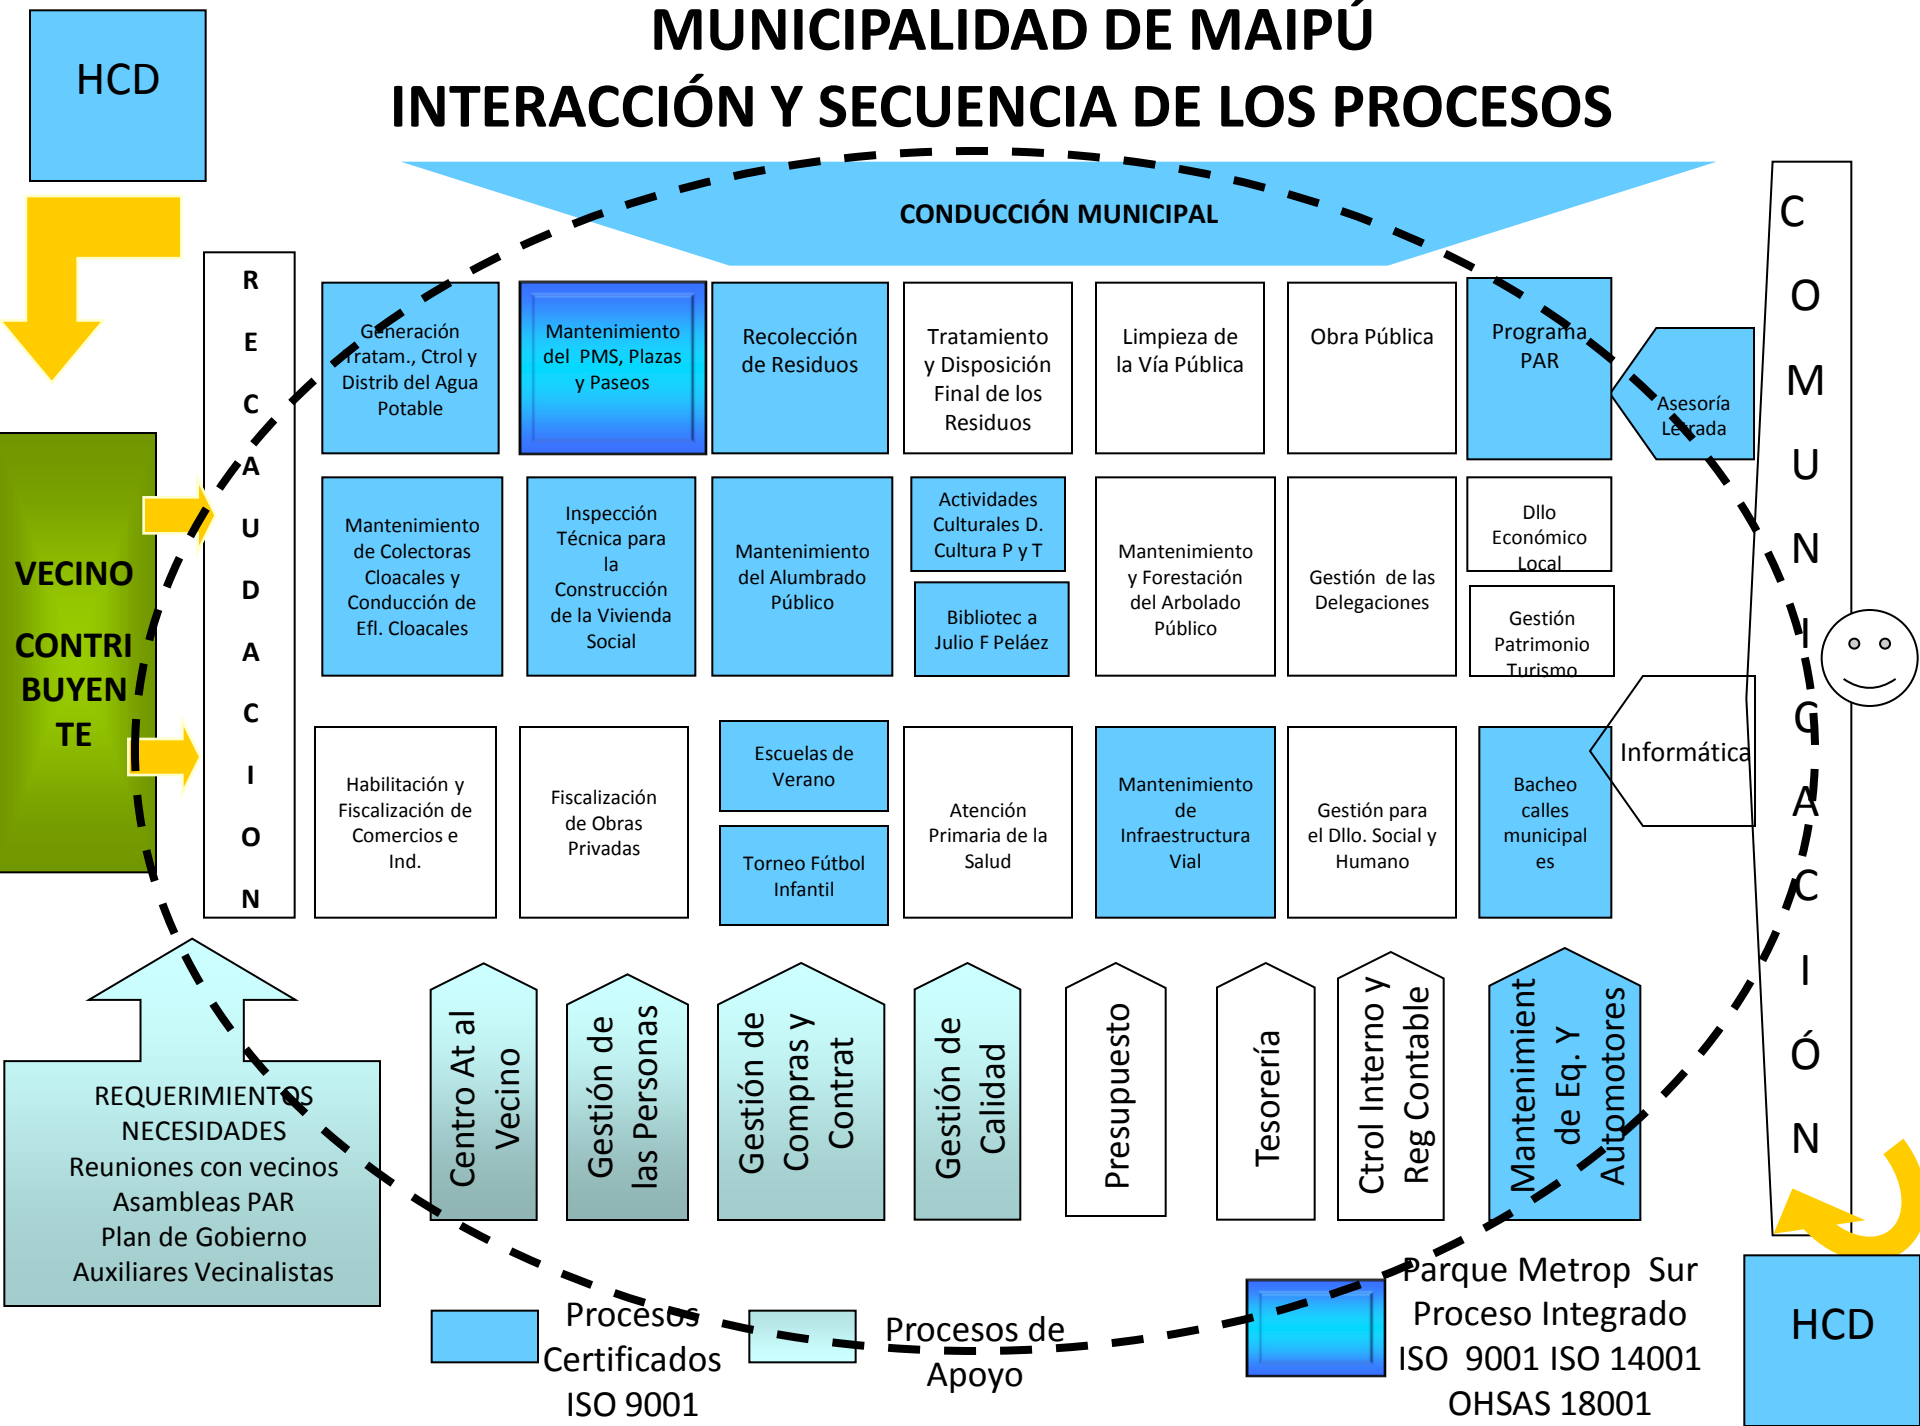 MUNICIPALIDAD DE MAIPÚ
INTERACCIÓN Y SECUENCIA DE LOS PROCESOS
HCD
CONDUCCIÓN MUNICIPAL
VECINO
CONTRI
BUYEN
TE
R
E
C
A
U
D
A
C
I
O
N
Generación
Tratam., Ctrol y
Distrib del Agua
Potable
Mantenimiento
del PMS, Plazas
y Paseos
Recolección
de Residuos
Tratamiento
y Disposición
Final de los
Residuos
Limpieza de
la Vía Pública
Obra Pública
Programa
PAR
Asesoría
Letrada
Mantenimiento
de Colectoras
Cloacales y
Conducción de
Efl. Cloacales
Inspección
Técnica para
la
Construcción
de la Vivienda
Social
Mantenimiento
del Alumbrado
Público
Actividades
Culturales D.
Cultura P y T
Bibliotec a
Julio F Peláez
Mantenimiento
y Forestación
del Arbolado
Público
Gestión de las
Delegaciones
Dllo
Económico
Local
Gestión
Patrimonio
Turismo
Habilitación y
Fiscalización de
Comercios e
Ind.
Fiscalización
de Obras
Privadas
Escuelas de
Verano
Torneo Fútbol
Infantil
Atención
Primaria de la
Salud
Mantenimiento
de
Infraestructura
Vial
Gestión para
el Dllo. Social y
Humano
Bacheo
calles
municipal
es
Informática
C
O
M
U
N
I
C
A
C
I
Ó
N
REQUERIMIENTOS
NECESIDADES
Reuniones con vecinos
Asambleas PAR
Plan de Gobierno
Auxiliares Vecinalistas
Centro At al
Vecino
Gestión de
las Personas
Gestión de
Compras y
Contrat
Gestión de
Calidad
Presupuesto
Tesorería
Ctrol Interno y
Reg Contable
Mantenimient
de Eq. Y
Automotores
Procesos
Certificados
ISO 9001
Procesos de
Apoyo
Parque Metrop Sur
Proceso Integrado
ISO 9001 ISO 14001
OHSAS 18001
HCD